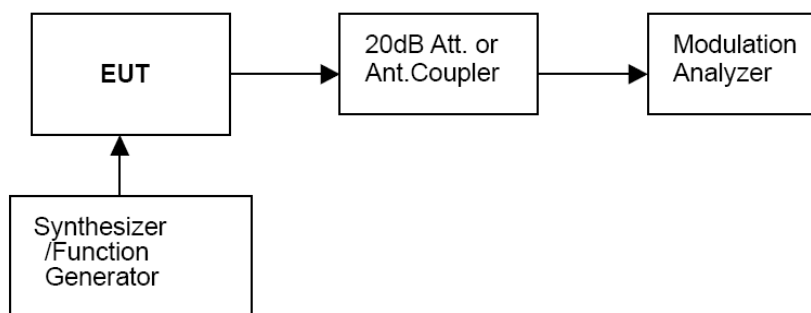 EUT
20dB Att. or
Ant.Coupler
Modulation
Analyzer
Synthesizer
/Function
Generator